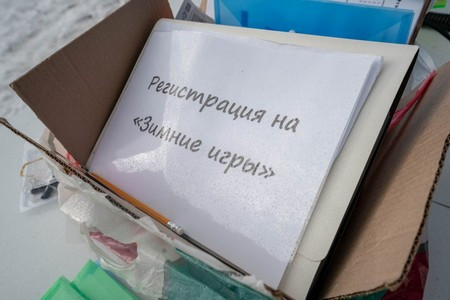 Регистрация на
«Зимние игры»